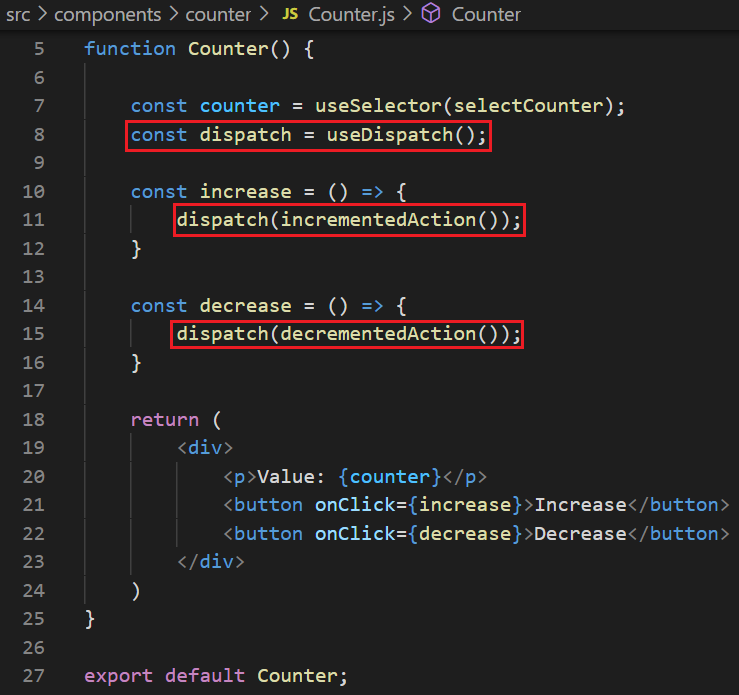 src > components > counter > JS Counter.js > Counter
5 function Counter() {
6
7     const counter = useSelector(selectCounter);
8     const dispatch = useDispatch();
9
10     const increase = () => {
11         dispatch(incrementedAction());
12     }
13
14     const decrease = () => {
15         dispatch(decrementedAction());
16     }
17
18     return (
19         <div>
20             <p>Value: {counter}</p>
21             <button onClick={increase}>Increase</button>
22             <button onClick={decrease}>Decrease</button>
23         </div>
24     )
25 }
26
27 export default Counter;